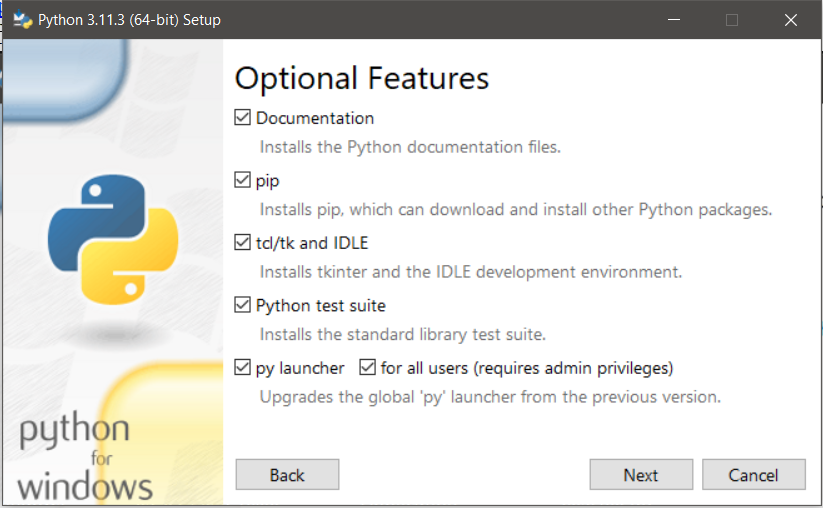 Python 3.11.3 (64-bit) Setup
Optional Features
Documentation
Installs the Python documentation files.
pip
Installs pip, which can download and install other Python packages.
tcl/tk and IDLE
Installs tkinter and the IDLE development environment.
Python test suite
Installs the standard library test suite.
py launcher for all users (requires admin privileges)
Upgrades the global 'py' launcher from the previous version.
python
for
windows
Back Next Cancel